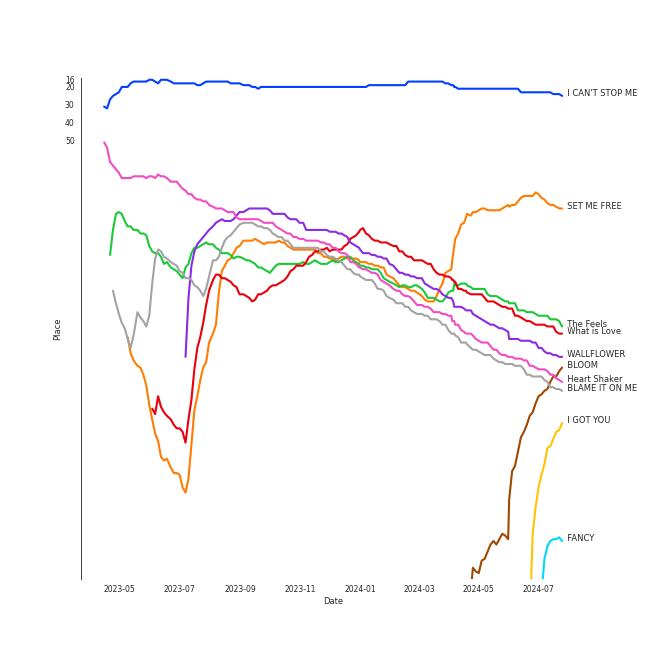 16
20
30
40
50
Place
I CAN'T STOP ME
SET ME FREE
The Feels
What is Love
WALLFLOWER
BLOOM
Heart Shaker
BLAME IT ON ME
I GOT YOU
FANCY
2023-05
2023-07
2023-09
2023-11
2024-01
2024-03
2024-05
2024-07
Date